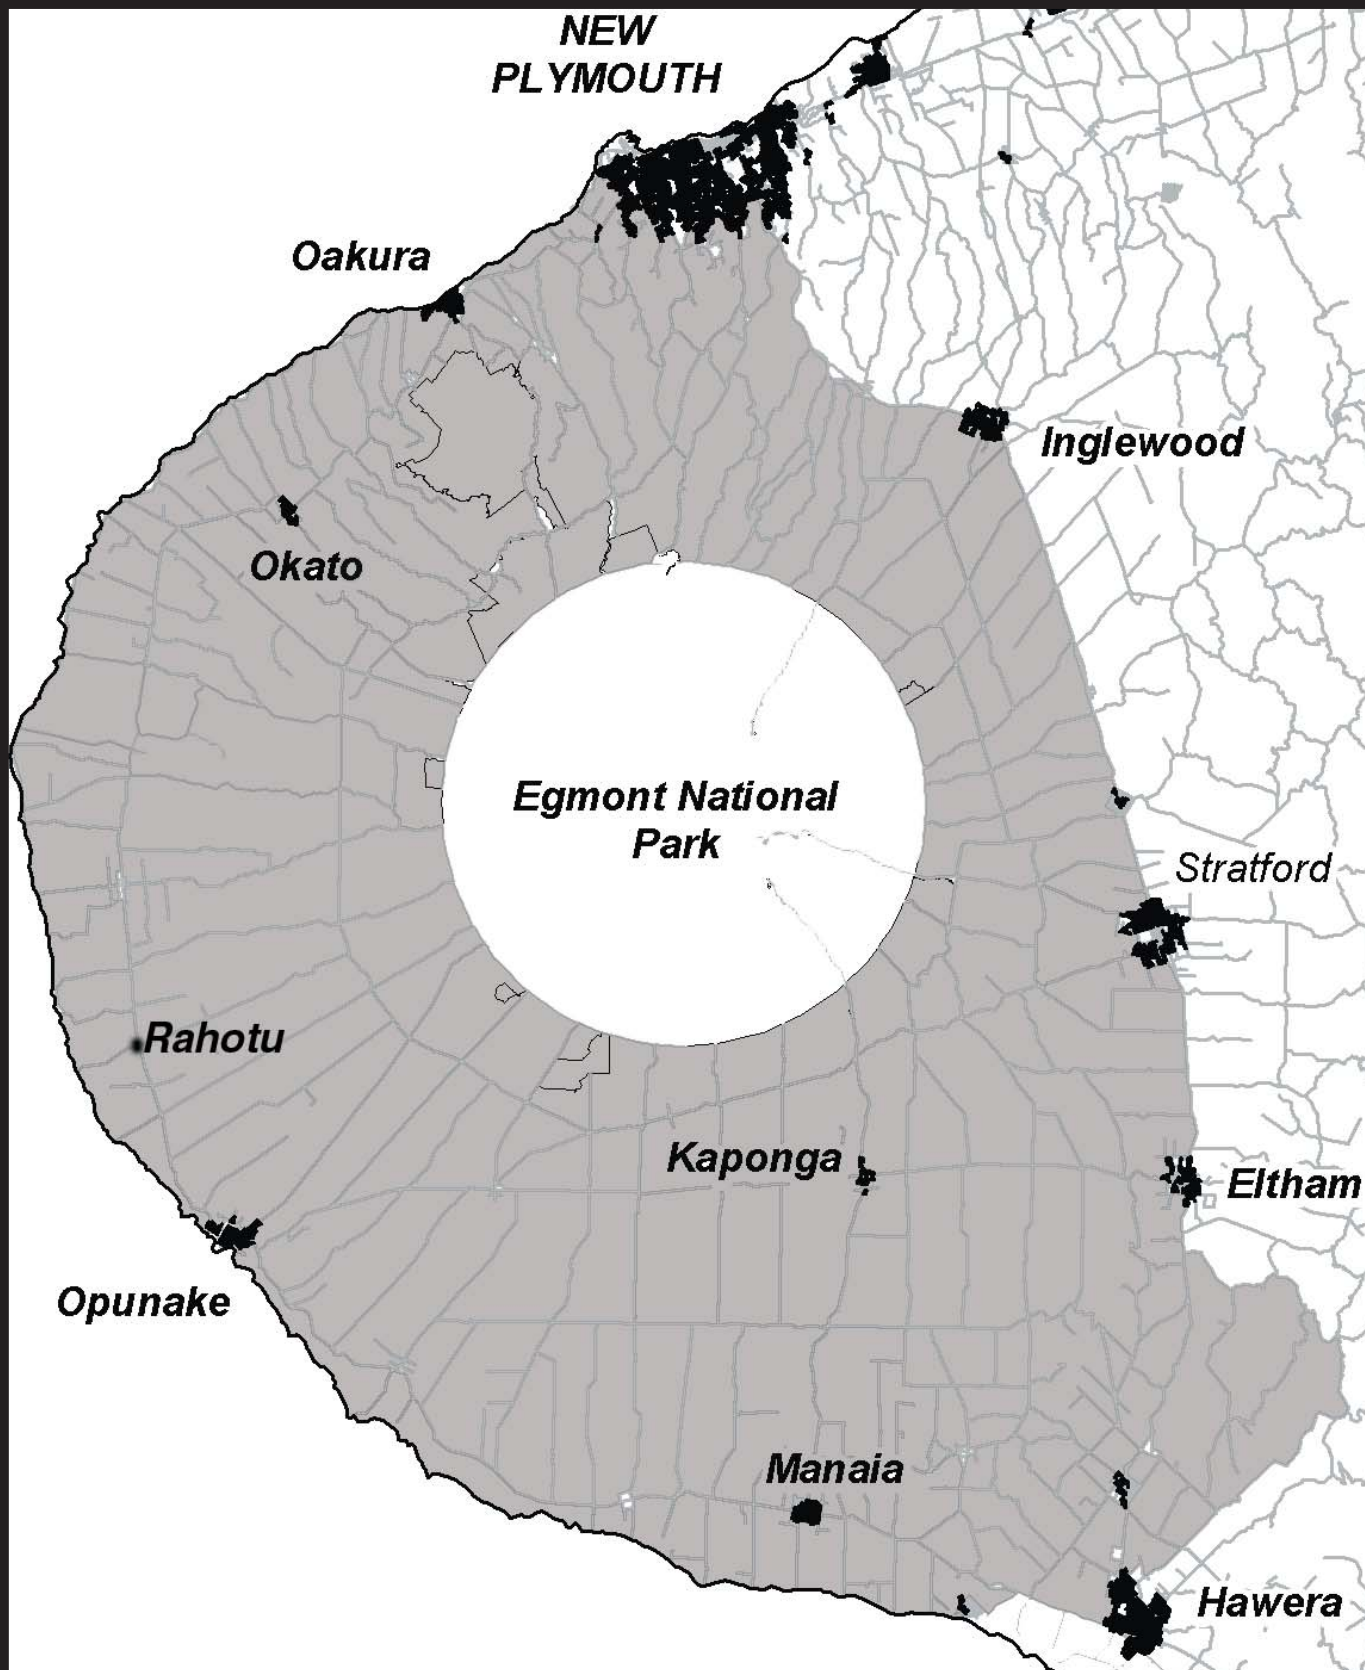 NEW
PLYMOUTH
Oakura
Inglewood
Okato
Egmont National
Park
Stratford
Rahotu
Kaponga
Eltham
Opunake
Manaia
Hawera